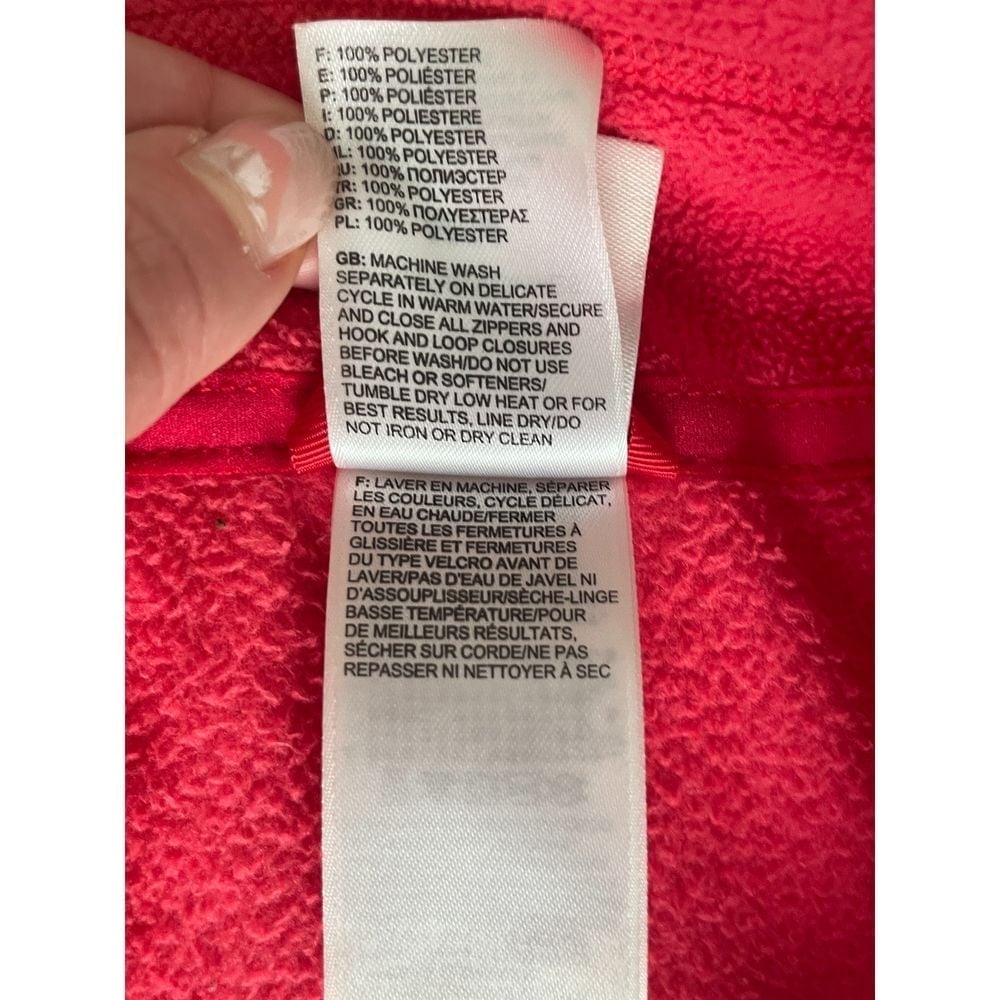 F: 100% POLYESTER
E: 100% POLIÉSTER
P: 100% POLIÉSTER
I: 100% POLIESTERE
D: 100% POLYESTER
NL: 100% POLYESTER
RU: 100% ПОЛИЭСТЕР
TR: 100% POLYESTER
GR: 100% ΠΟΛΥΕΣΤΕΡΑΣ
PL: 100% POLYESTER
GB: MACHINE WASH
SEPARATELY ON DELICATE
CYCLE IN WARM WATER/SECURE
AND CLOSE ALL ZIPPERS AND
HOOK AND LOOP CLOSURES
BEFORE WASH/DO NOT USE
BLEACH OR SOFTENERS/
TUMBLE DRY LOW HEAT OR FOR
BEST RESULTS, LINE DRY/DO
NOT IRON OR DRY CLEAN
F: LAVER EN MACHINE, SÉPARER
LES COULEURS, CYCLE DÉLICAT,
EN EAU CHAUDE/FERMER
TOUTES LES FERMETURES À
GLISSIÈRE ET FERMETURES
DU TYPE VELCRO AVANT DE
LAVER/PAS D'EAU DE JAVEL NI
D'ASSOUPLISSEUR/SÈCHE-LINGE
BASSE TEMPÉRATURE/POUR
DE MEILLEURS RÉSULTATS,
SÉCHER SUR CORDE/NE PAS
REPASSER NI NETTOYER À SEC